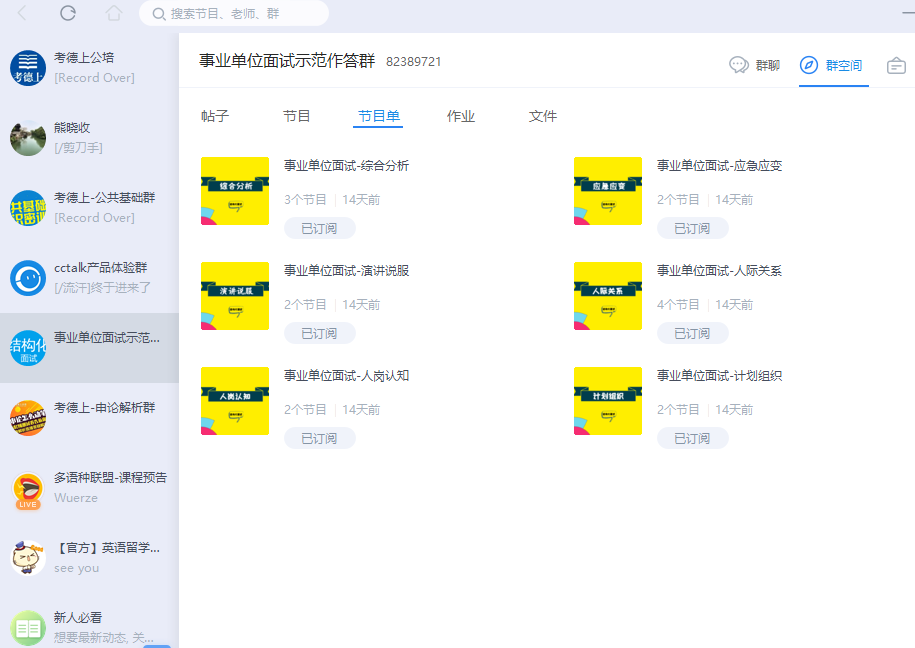 搜索节目、老师、群
考德上
考德上公培
[Record Over]
熊晓收
[/剪刀手]
考德上-公共基础群
[Record Over]
cctalk产品体验群
[/流汗]终于进来了
结构化
面试
事业单位面试示范...
考德上-申论解析群
LIVE
多语种联盟-课程预告
Wuerze
【官方】英语留学...
see you
新人必看
想要最新动态, 关...
事业单位面试示范作答群 82389721
群聊
群空间
帖子 节目 节目单 作业 文件
综合分析
事业单位面试-综合分析
3个节目 14天前
已订阅
应急应变
事业单位面试-应急应变
2个节目 14天前
已订阅
演讲说服
事业单位面试-演讲说服
2个节目 14天前
已订阅
人际关系
事业单位面试-人际关系
4个节目 14天前
已订阅
人岗认知
事业单位面试-人岗认知
2个节目 14天前
已订阅
计划组织
事业单位面试-计划组织
2个节目 14天前
已订阅